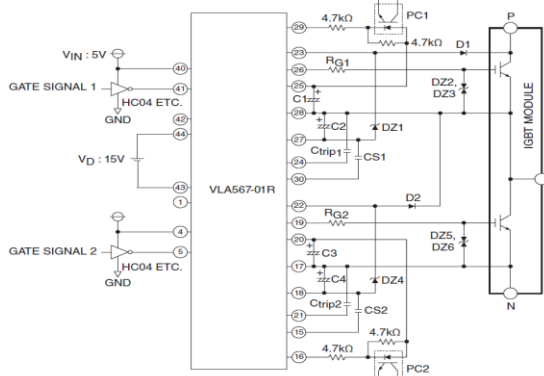 29 4.7kΩ PC1
23 4.7kΩ D1 P
V_IN : 5V
40 26 R_G1
GATE SIGNAL 1 41 25 DZ2, DZ3
HC04 ETC. C1 +
GND 42 28
44 + C2 DZ1
27
V_D : 15V C_trip1 CS1
24
30
43 VLA567-01R
1 22 D2
19 R_G2
4 20 DZ5, DZ6
GATE SIGNAL 2 5 + C3
HC04 ETC. 17
GND + C4 DZ4
18
C_trip2 CS2
21
15
4.7kΩ N
16 4.7kΩ PC2
IGBT MODULE